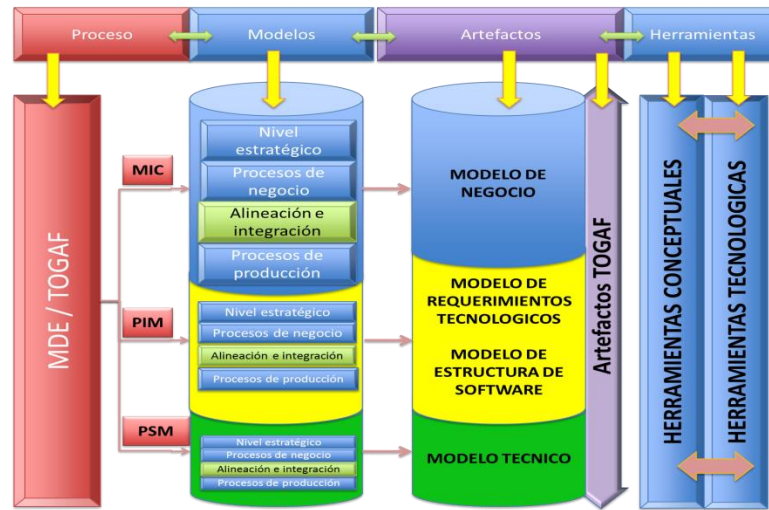 Proceso
Modelos
Artefactos
Herramientas
MDE / TOGAF
MIC
PIM
PSM
Nivel
estratégico
Procesos de
negocio
Alineación e
integración
Procesos de
producción
Nivel estratégico
Procesos de negocio
Alineación e integración
Procesos de producción
Nivel estratégico
Procesos de negocio
Alineación e integración
Procesos de producción
MODELO DE
NEGOCIO
MODELO DE
REQUERIMIENTOS
TECNOLOGICOS
MODELO DE
ESTRUCTURA DE
SOFTWARE
MODELO TECNICO
Artefactos TOGAF
HERRAMIENTAS CONCEPTUALES
HERRAMIENTAS TECNOLOGICAS